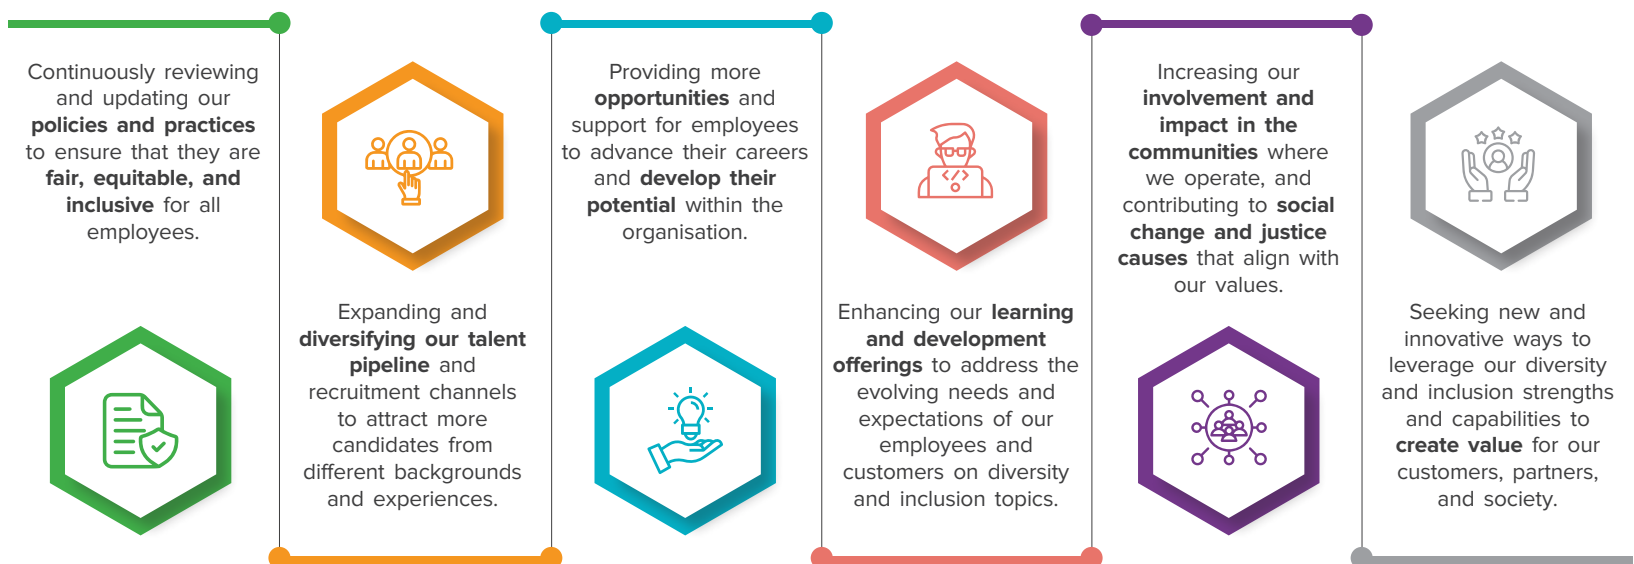 Continuously reviewing
and updating our
policies and practices
to ensure that they are
fair, equitable, and
inclusive for all
employees.
Expanding and
diversifying our talent
pipeline and
recruitment channels
to attract more
candidates from
different backgrounds
and experiences.
Providing more
opportunities and
support for employees
to advance their careers
and develop their
potential within the
organisation.
Enhancing our learning
and development
offerings to address the
evolving needs and
expectations of our
employees and
customers on diversity
and inclusion topics.
Increasing our
involvement and
impact in the
communities where
we operate, and
contributing to social
change and justice
causes that align with
our values.
Seeking new and
innovative ways to
leverage our diversity
and inclusion strengths
and capabilities to
create value for our
customers, partners,
and society.